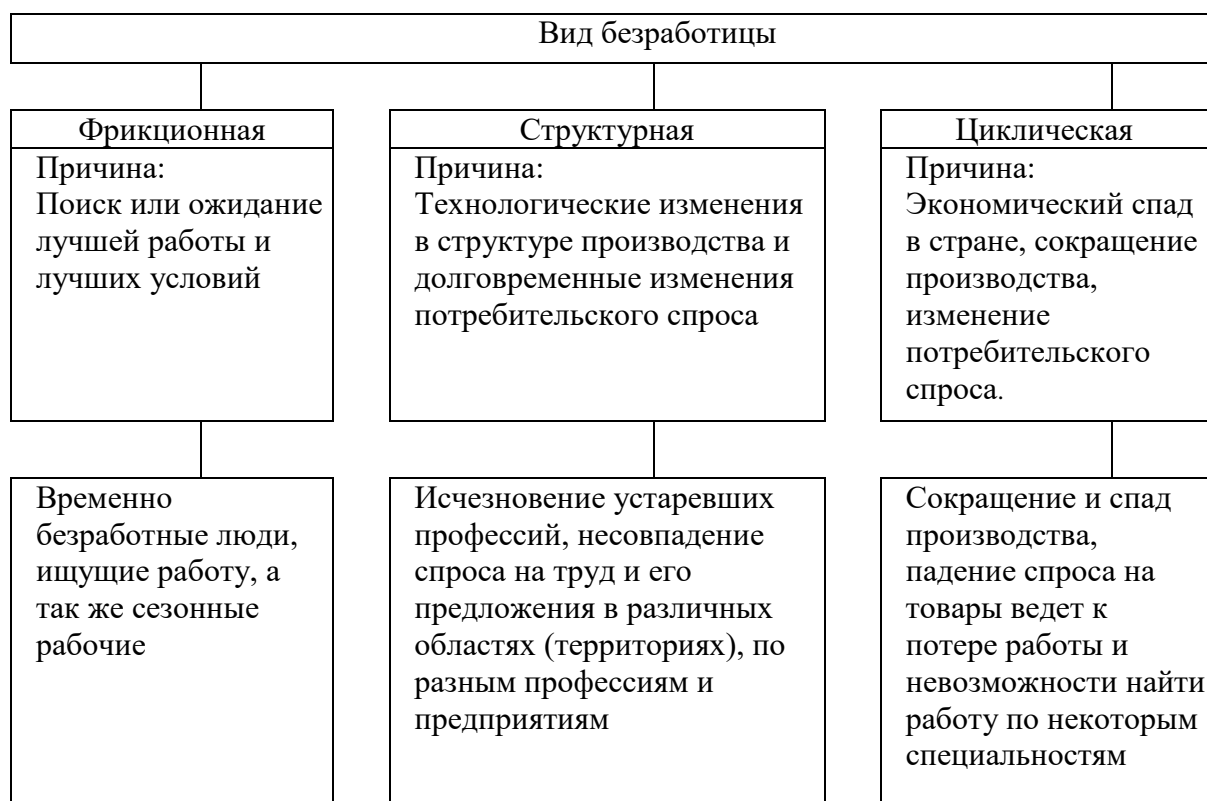 Вид безработицы
Фрикционная
Причина:
Поиск или ожидание
лучшей работы и
лучших условий
Структурная
Причина:
Технологические изменения
в структуре производства и
долговременные изменения
потребительского спроса
Циклическая
Причина:
Экономический спад
в стране, сокращение
производства,
изменение
потребительского
спроса.
Временно
безработные люди,
ищущие работу, а
так же сезонные
рабочие
Исчезновение устаревших
профессий, несовпадение
спроса на труд и его
предложения в различных
областях (территориях), по
разным профессиям и
предприятиям
Сокращение и спад
производства,
падение спроса на
товары ведет к
потере работы и
невозможности найти
работу по некоторым
специальностям